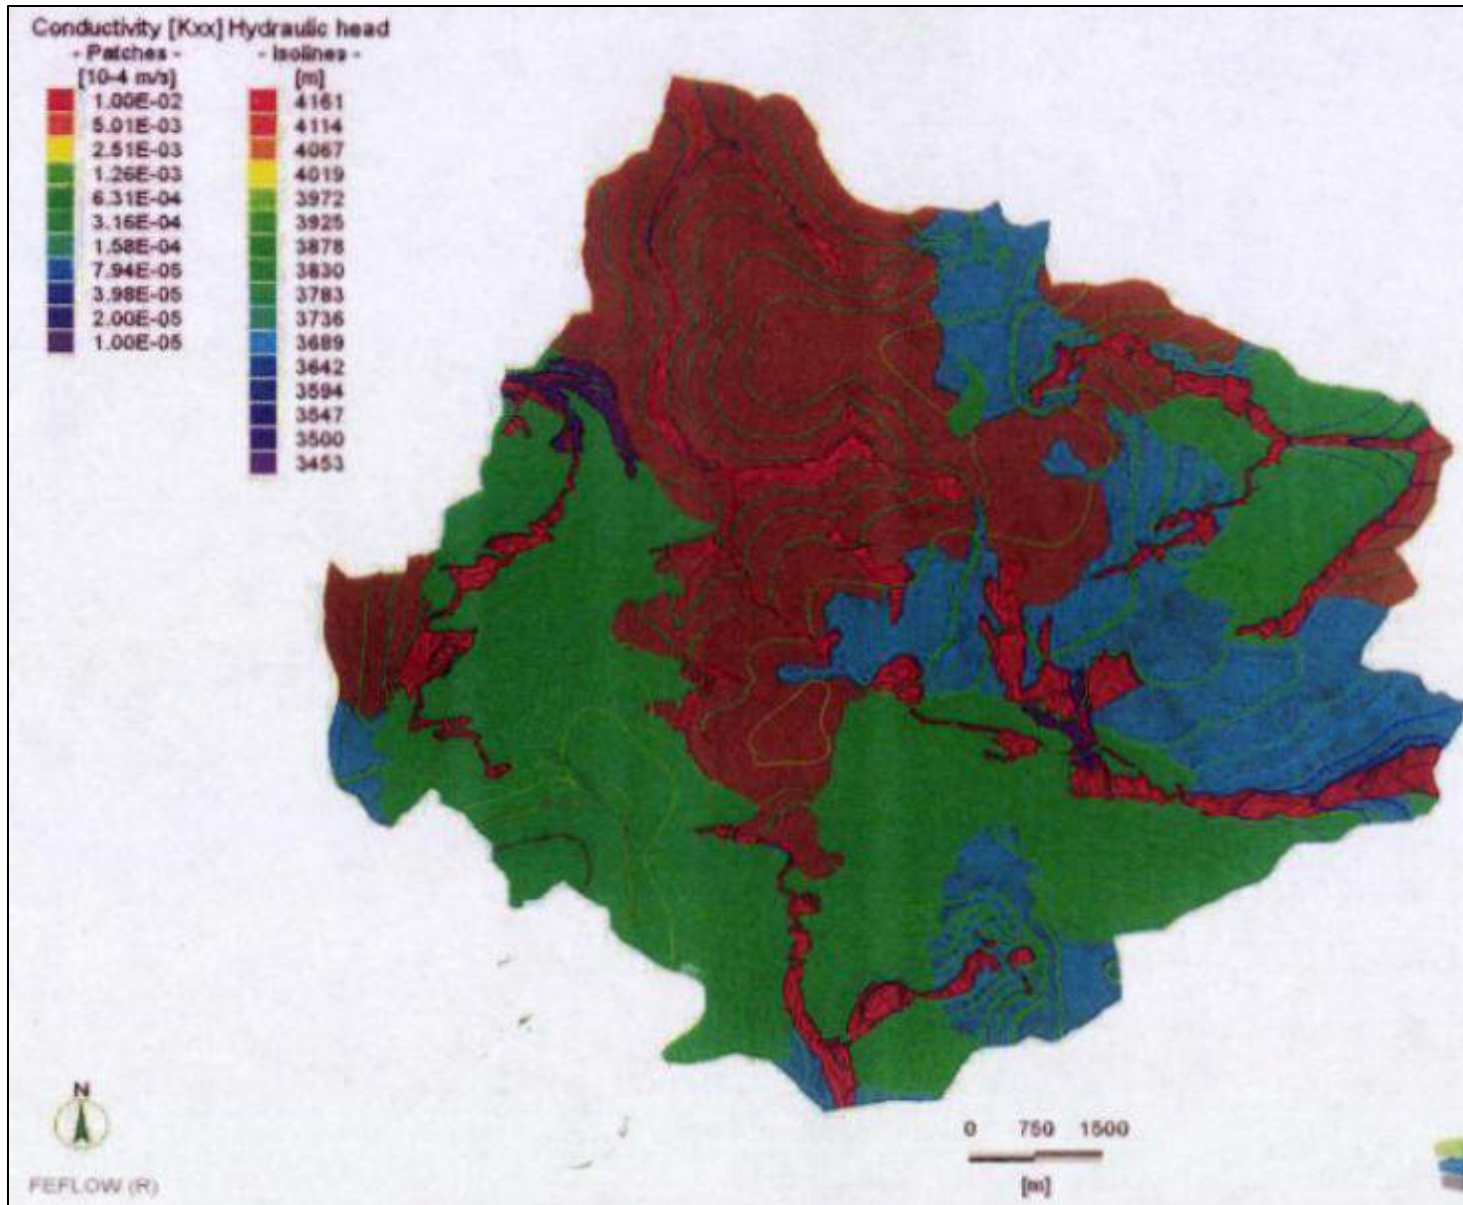 Conductivity [Kxx] Hydraulic head
- Patches - - Isolines -
[10-4 m/s] [m]
1.00E-02 4161
5.01E-03 4114
2.51E-03 4067
1.26E-03 4019
6.31E-04 3972
3.16E-04 3925
1.58E-04 3878
7.94E-05 3830
3.98E-05 3783
2.00E-05 3736
1.00E-05 3689
3642
3594
3547
3500
3453
N
0 750 1500
[m]
FEFLOW (R)